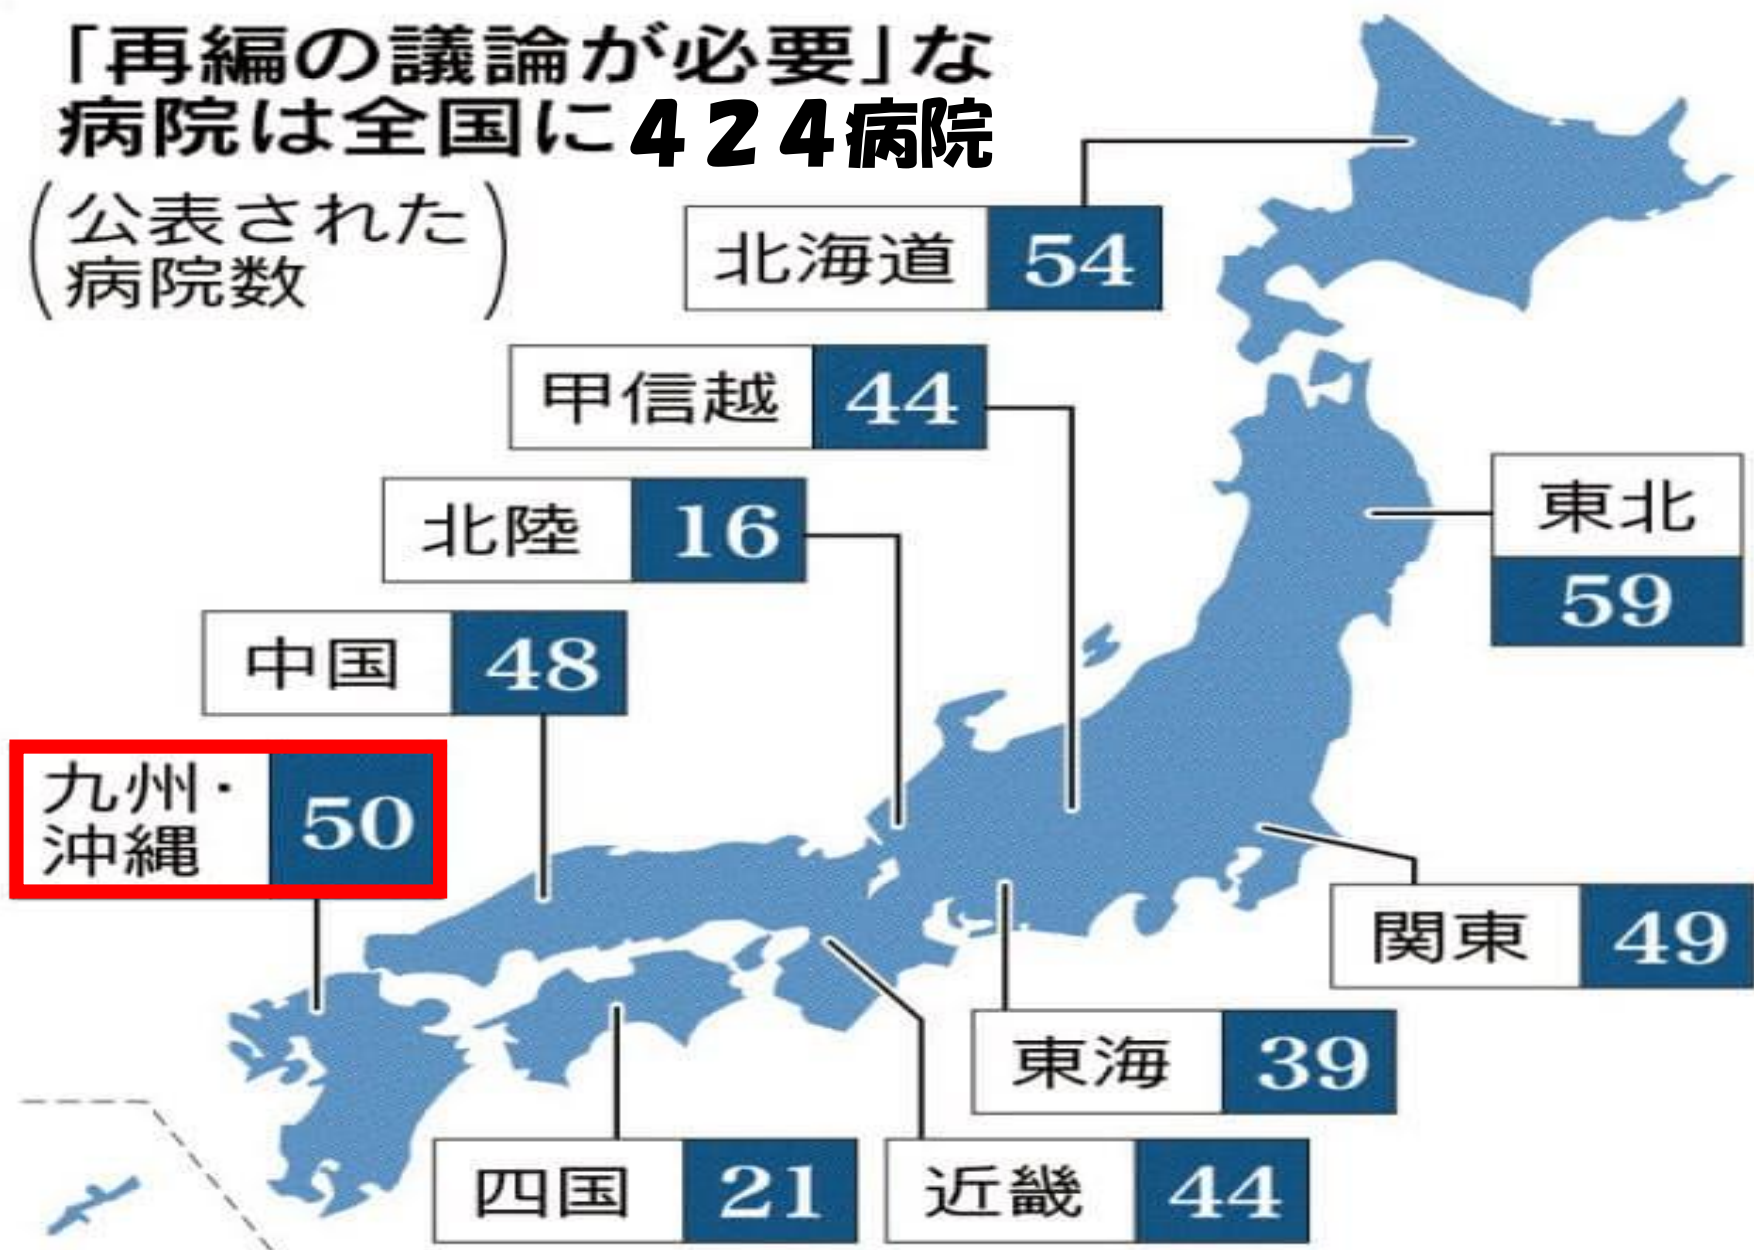 「再編の議論が必要」な
病院は全国に424病院
(公表された
病院数)
北海道 54
甲信越 44
北陸 16
東北
59
中国 48
九州・
沖縄 50
関東 49
東海 39
四国 21
近畿 44